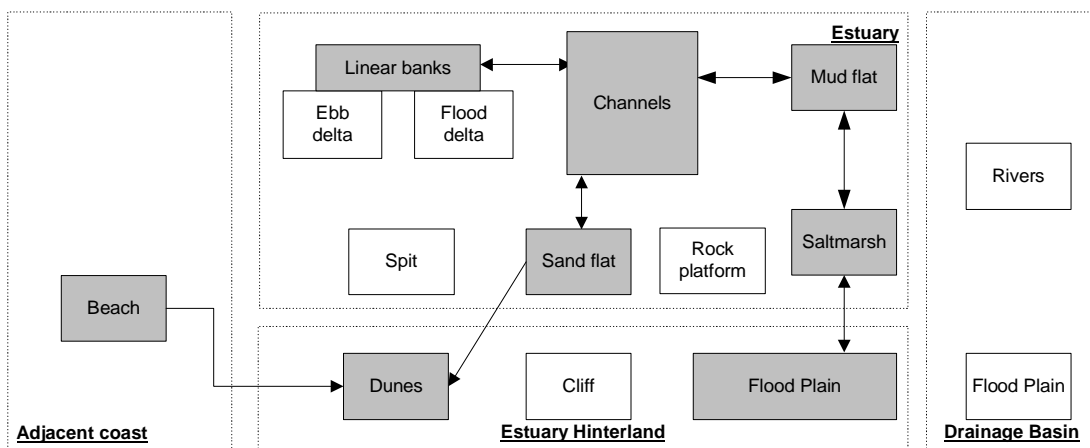 Estuary
Linear banks
Channels
Mud flat
Ebb
delta
Flood
delta
Rivers
Spit
Sand flat
Rock
platform
Saltmarsh
Beach
Dunes
Cliff
Flood Plain
Flood Plain
Adjacent coast
Estuary Hinterland
Drainage Basin